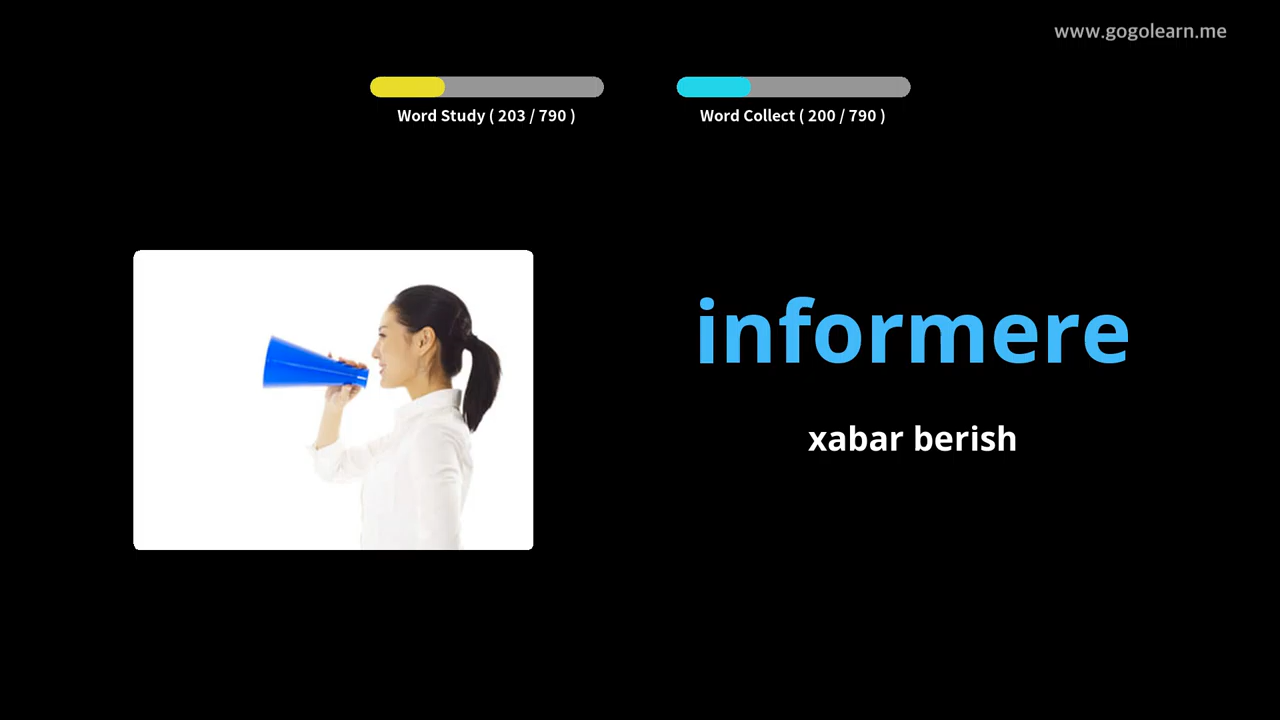 www.gogolearn.me
Word Study ( 203 / 790 )
Word Collect ( 200 / 790 )
informere
xabar berish